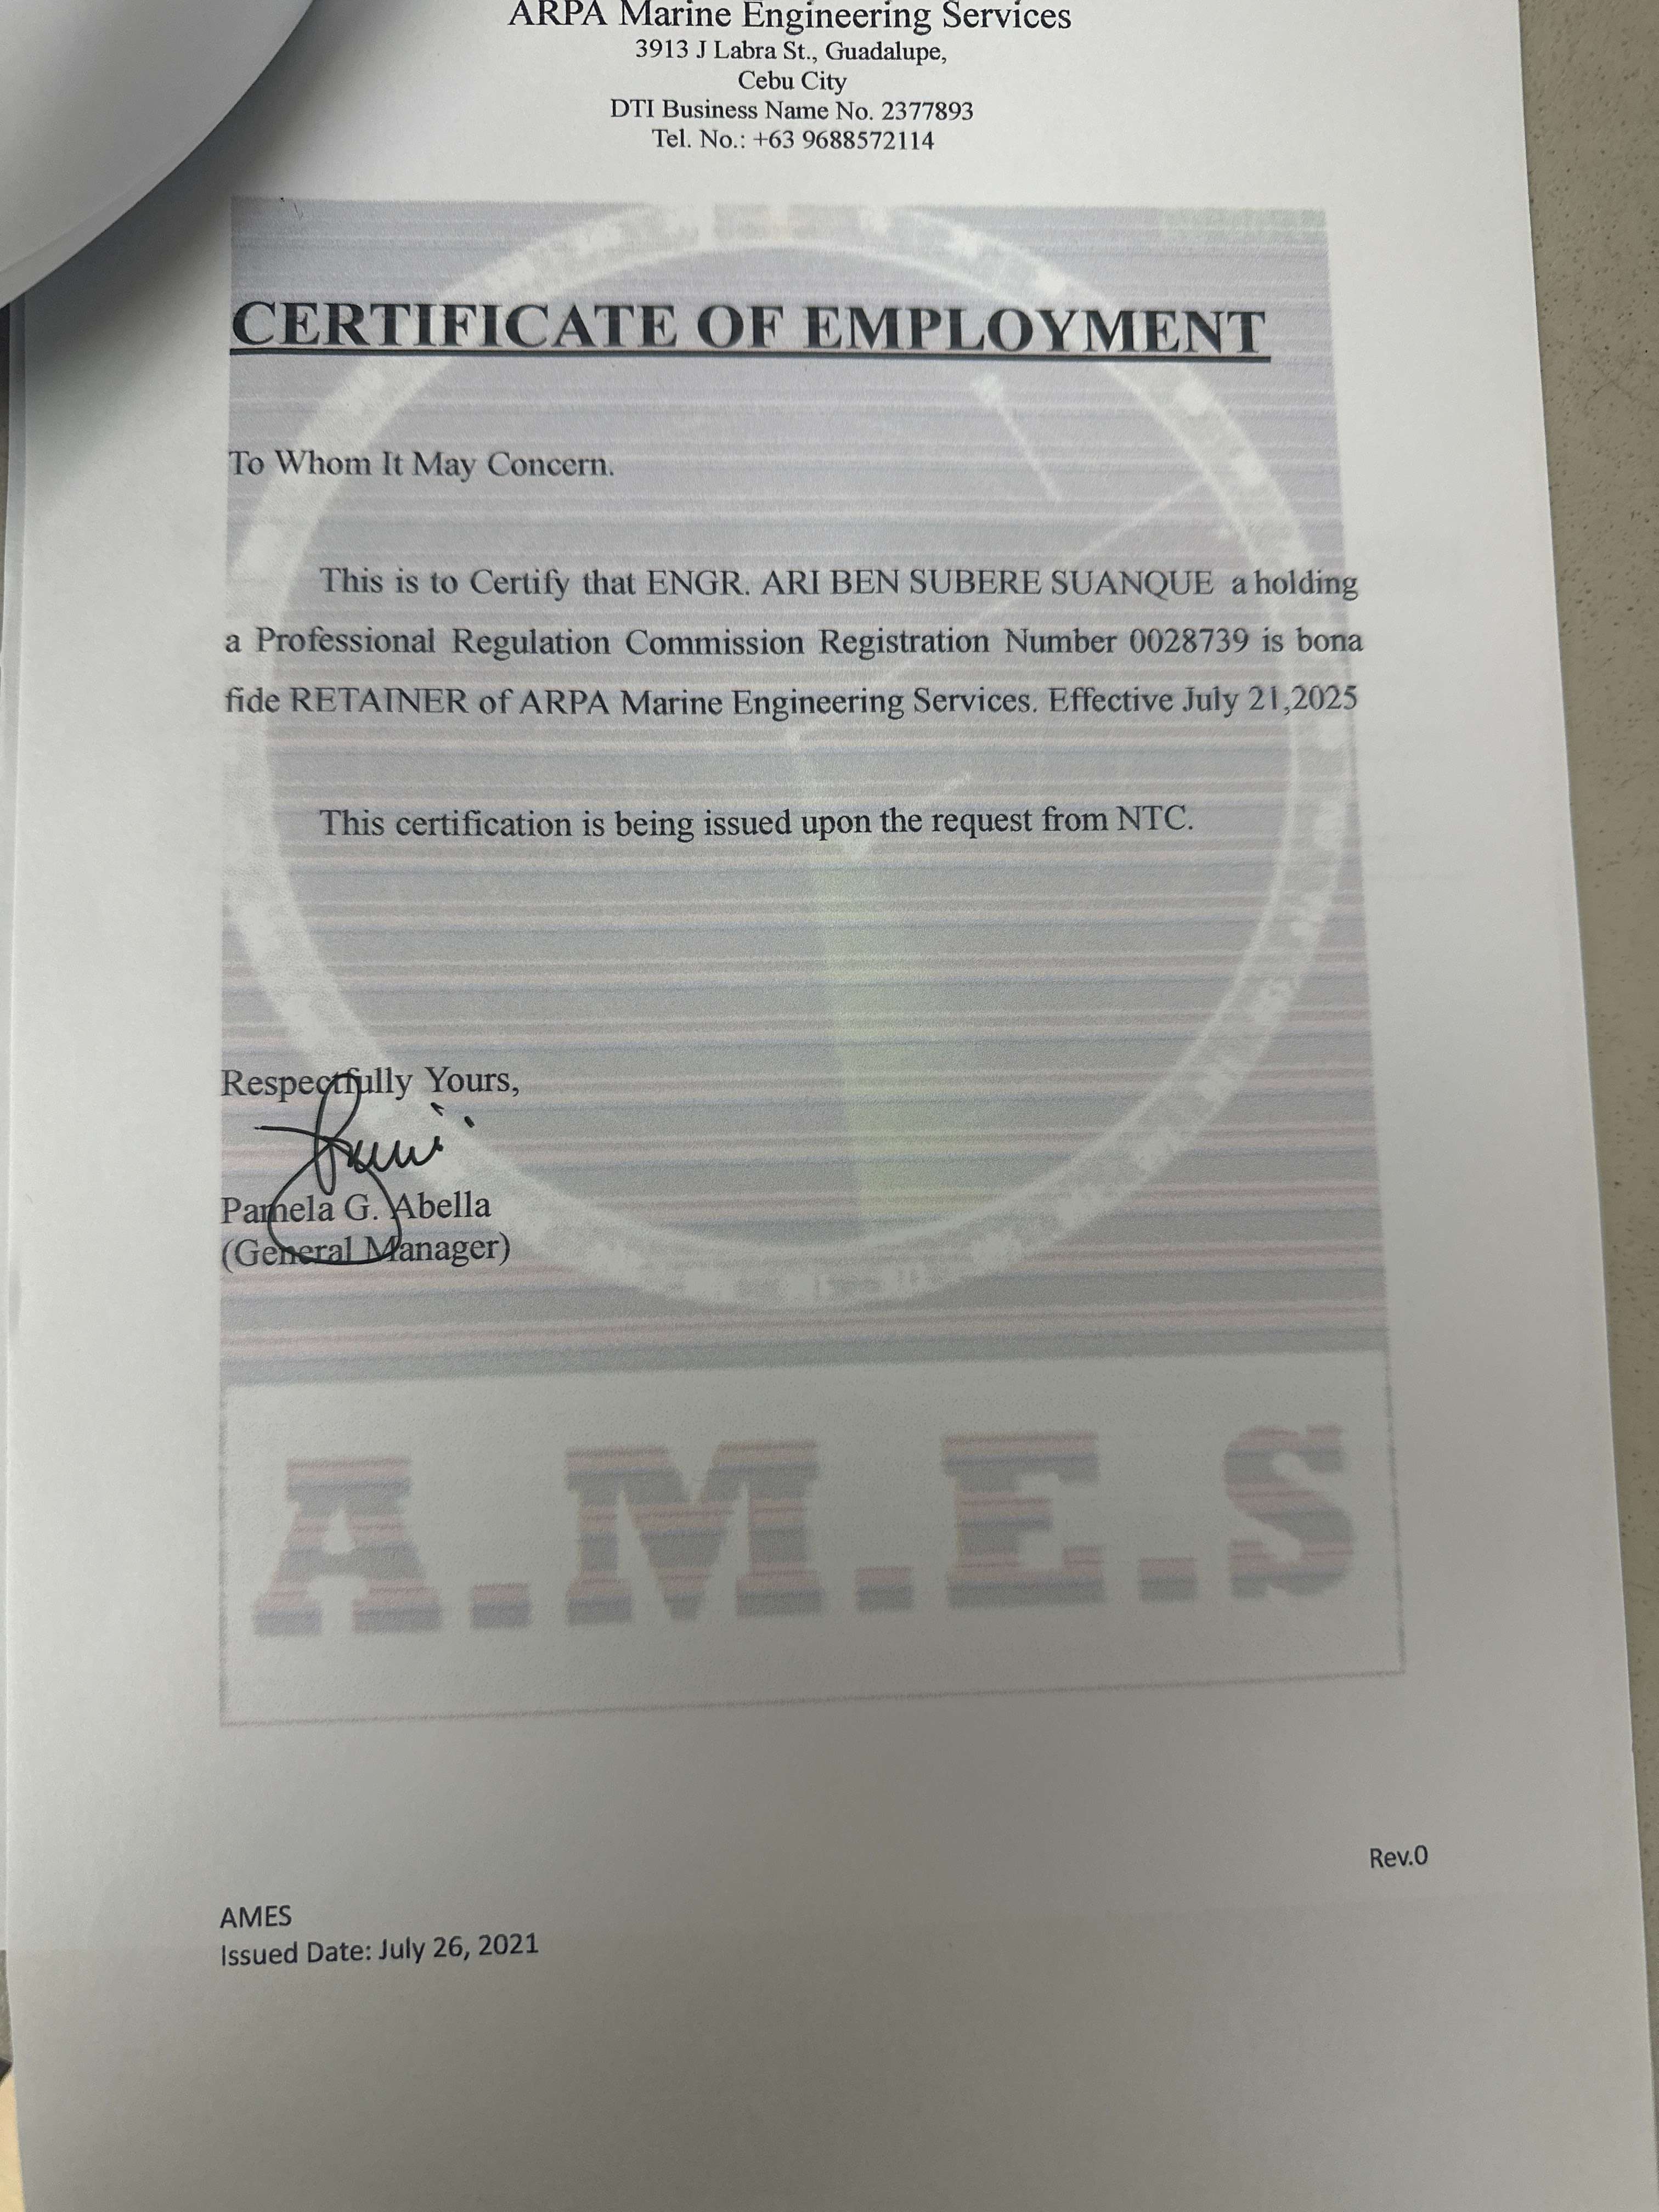 ARPA Marine Engineering Services
3913 J Labra St., Guadalupe,
Cebu City
DTI Business Name No. 2377893
Tel. No.: +63 9688572114
CERTIFICATE OF EMPLOYMENT
To Whom It May Concern.
This is to Certify that ENGR. ARI BEN SUBERE SUANQUE a holding
a Professional Regulation Commission Registration Number 0028739 is bona
fide RETAINER of ARPA Marine Engineering Services. Effective July 21,2025
This certification is being issued upon the request from NTC.
Respectfully Yours,
Pamela G. Abella
(General Manager)
A.M.E.S
Rev.0
AMES
Issued Date: July 26, 2021